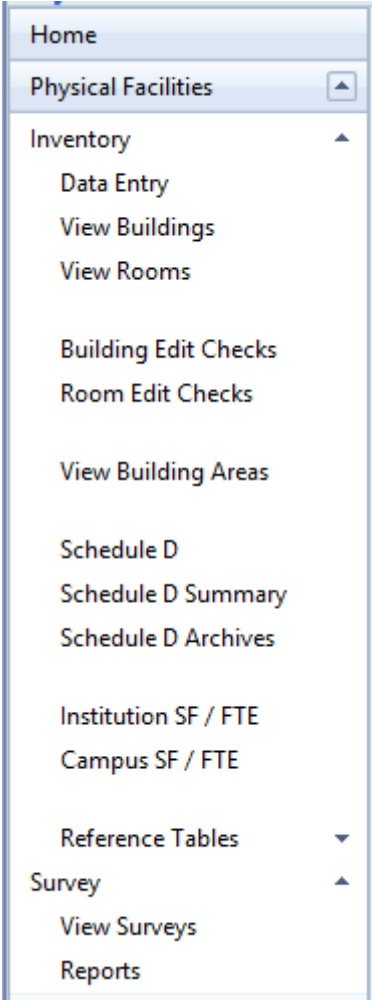 Home
Physical Facilities
Inventory
Data Entry
View Buildings
View Rooms
Building Edit Checks
Room Edit Checks
View Building Areas
Schedule D
Schedule D Summary
Schedule D Archives
Institution SF / FTE
Campus SF / FTE
Reference Tables
Survey
View Surveys
Reports